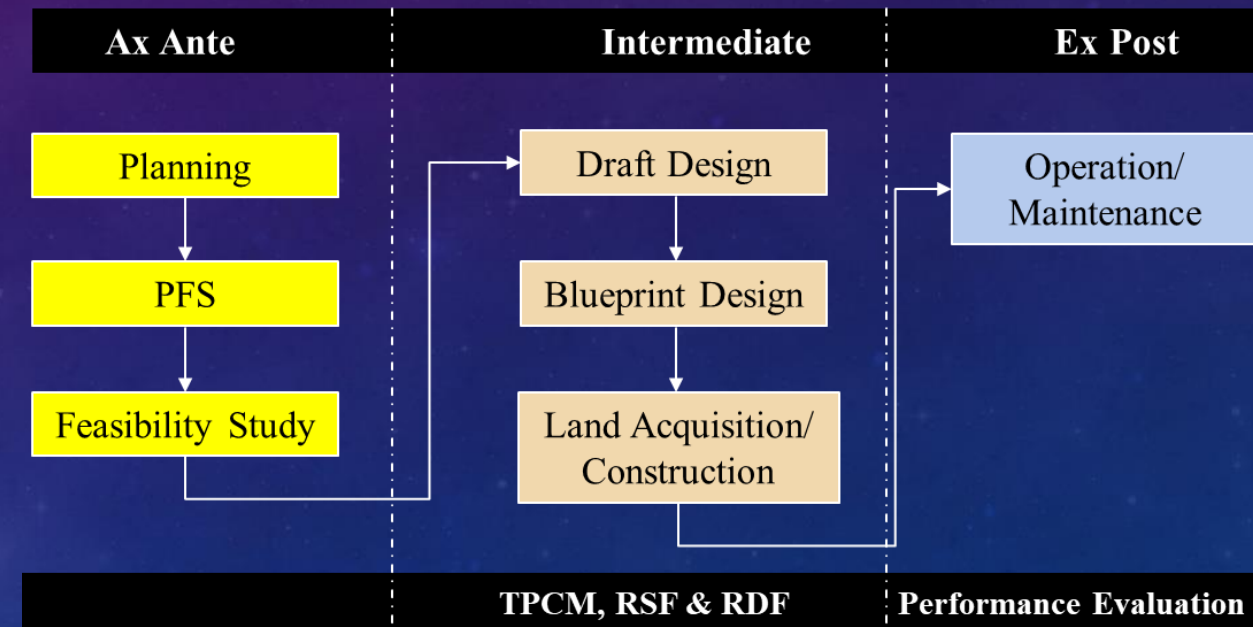 Ax Ante
Intermediate
Ex Post
Planning
PFS
Feasibility Study
Draft Design
Blueprint Design
Land Acquisition/
Construction
Operation/
Maintenance
TPCM, RSF & RDF
Performance Evaluation